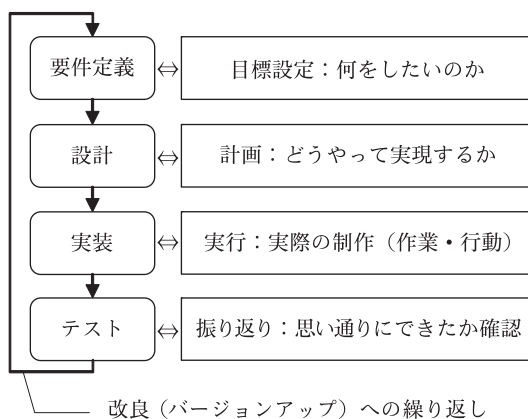 要件定義 ⇔ 目標設定：何をしたいのか
設計 ⇔ 計画：どうやって実現するか
実装 ⇔ 実行：実際の制作（作業・行動）
テスト ⇔ 振り返り：思い通りにできたか確認
改良（バージョンアップ）への繰り返し